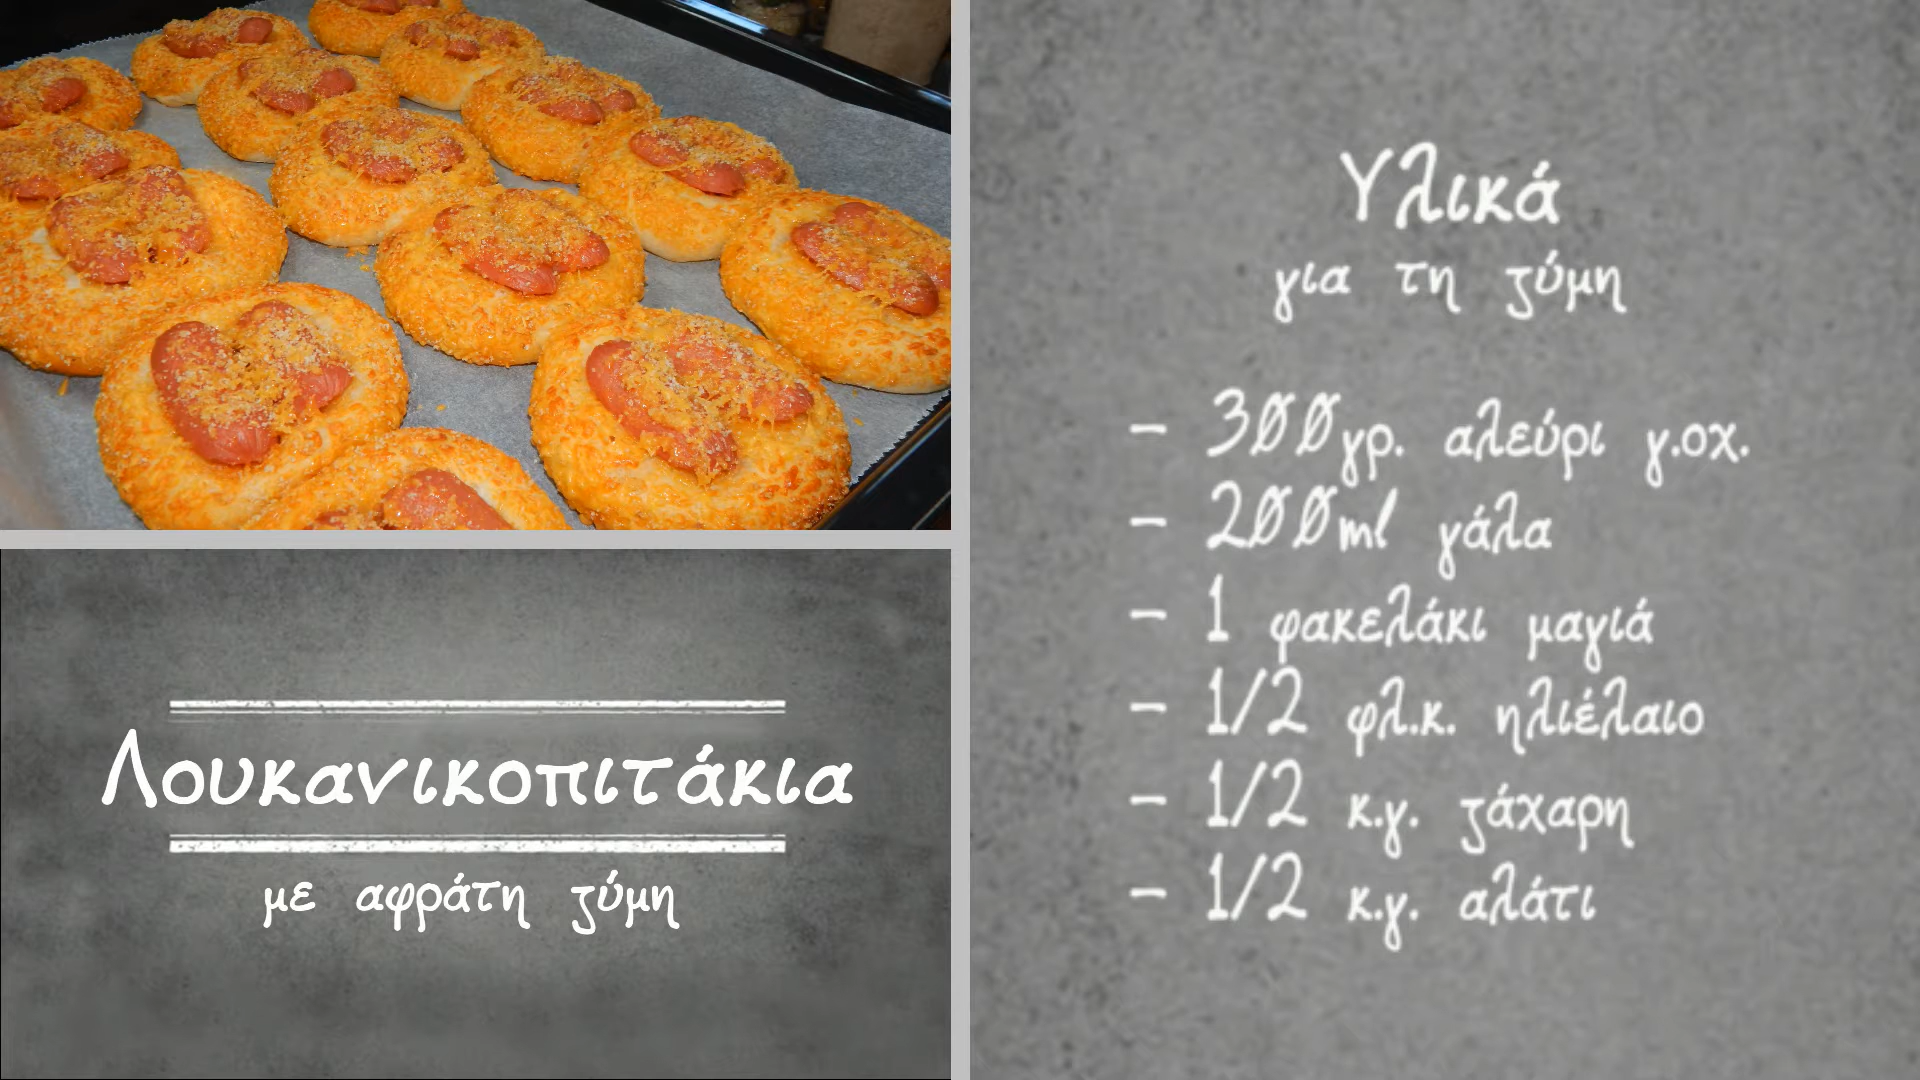 Λουκανικοπιτάκια
με αφράτη ζύμη
Υλικά
για τη ζύμη
- 300γρ. αλεύρι γ.οχ.
- 200ml γάλα
- 1 φακελάκι μαγιά
- 1/2 φλ.κ. ηλιέλαιο
- 1/2 κ.γ. ζάχαρη
- 1/2 κ.γ. αλάτι